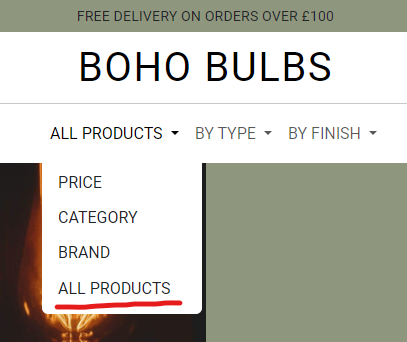 FREE DELIVERY ON ORDERS OVER £100
BOHO BULBS
ALL PRODUCTS BY TYPE BY FINISH
PRICE
CATEGORY
BRAND
ALL PRODUCTS